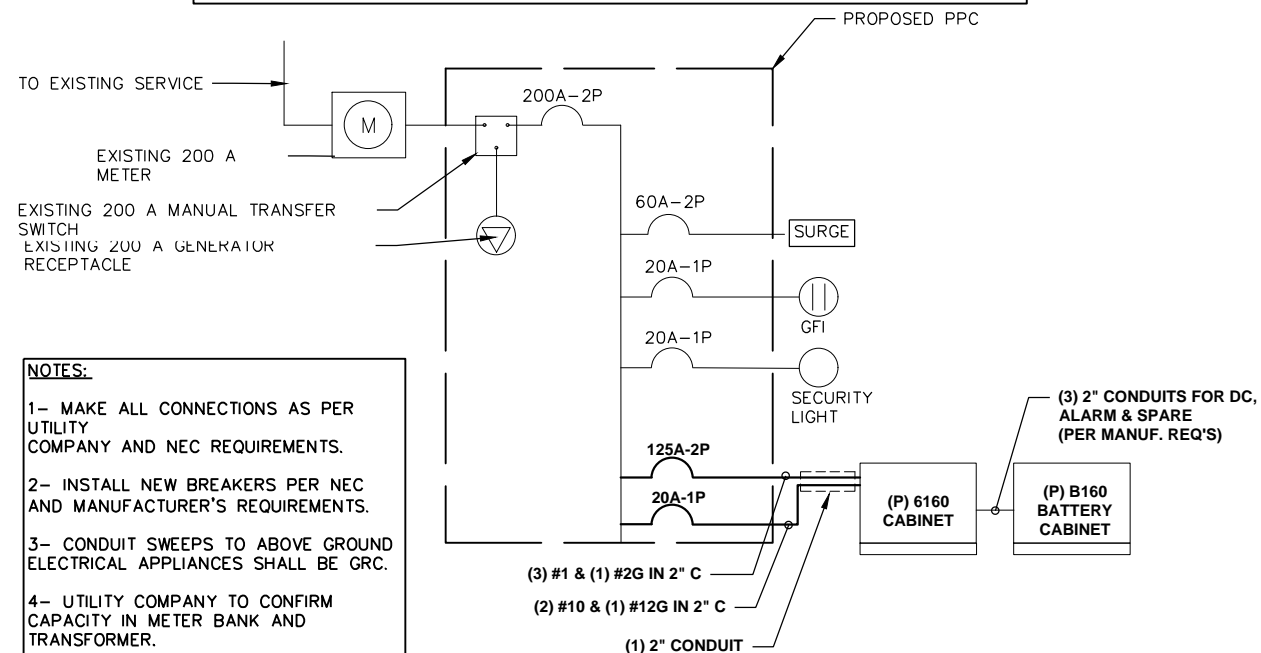 PROPOSED PPC
TO EXISTING SERVICE
200A-2P
M
EXISTING 200 A
METER
EXISTING 200 A MANUAL TRANSFER
SWITCH
EXISTING 200 A GENERATOR
RECEPTACLE
60A-2P
SURGE
20A-1P
GFI
20A-1P
SECURITY
LIGHT
NOTES:
1- MAKE ALL CONNECTIONS AS PER
UTILITY
COMPANY AND NEC REQUIREMENTS.
2- INSTALL NEW BREAKERS PER NEC
AND MANUFACTURER'S REQUIREMENTS.
3- CONDUIT SWEEPS TO ABOVE GROUND
ELECTRICAL APPLIANCES SHALL BE GRC.
4- UTILITY COMPANY TO CONFIRM
CAPACITY IN METER BANK AND
TRANSFORMER.
125A-2P
20A-1P
(P) 6160
CABINET
(P) B160
BATTERY
CABINET
(3) 2" CONDUITS FOR DC,
ALARM & SPARE
(PER MANUF. REQ'S)
(3) #1 & (1) #2G IN 2" C
(2) #10 & (1) #12G IN 2" C
(1) 2" CONDUIT